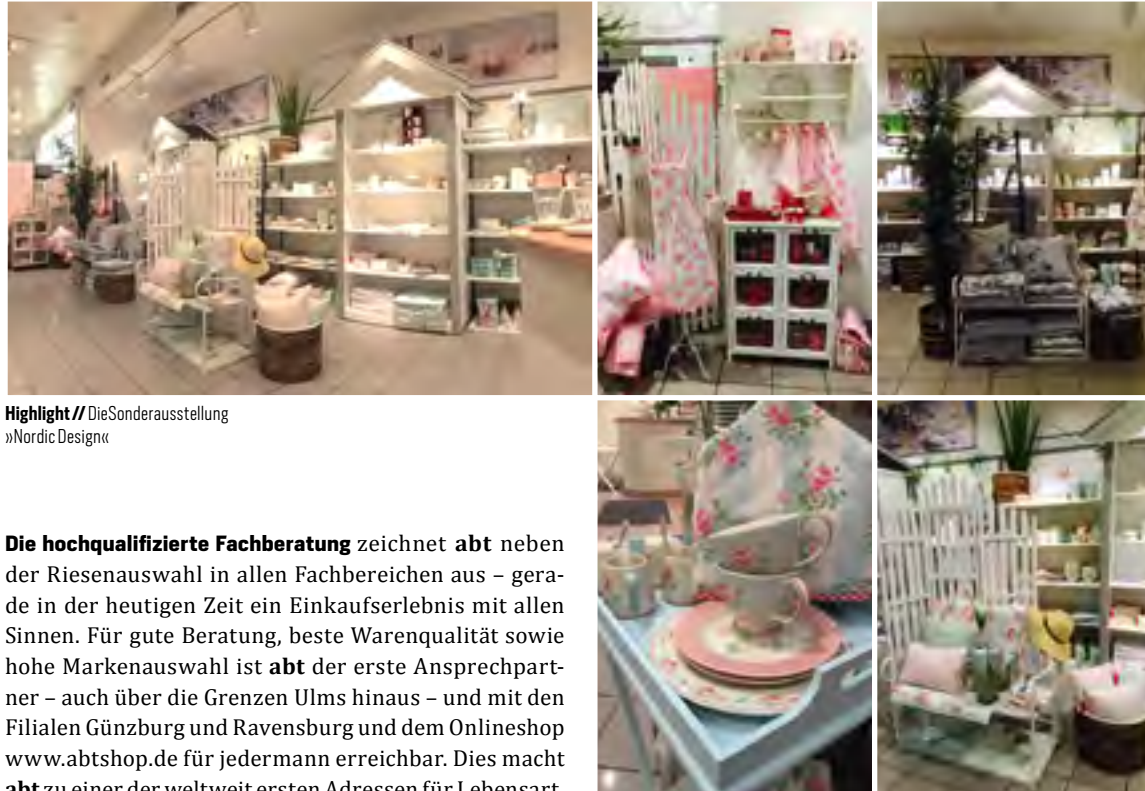 Highlight // DieSonderausstellung
»Nordic Design«
Die hochqualifizierte Fachberatung zeichnet abt neben
der Riesenauswahl in allen Fachbereichen aus – gera-
de in der heutigen Zeit ein Einkaufserlebnis mit allen
Sinnen. Für gute Beratung, beste Warenqualität sowie
hohe Markenauswahl ist abt der erste Ansprechpart-
ner – auch über die Grenzen Ulms hinaus – und mit den
Filialen Günzburg und Ravensburg und dem Onlineshop
www.abtshop.de für jedermann erreichbar. Dies macht
abt zu einer der weltweit ersten Adressen für Lebensart.